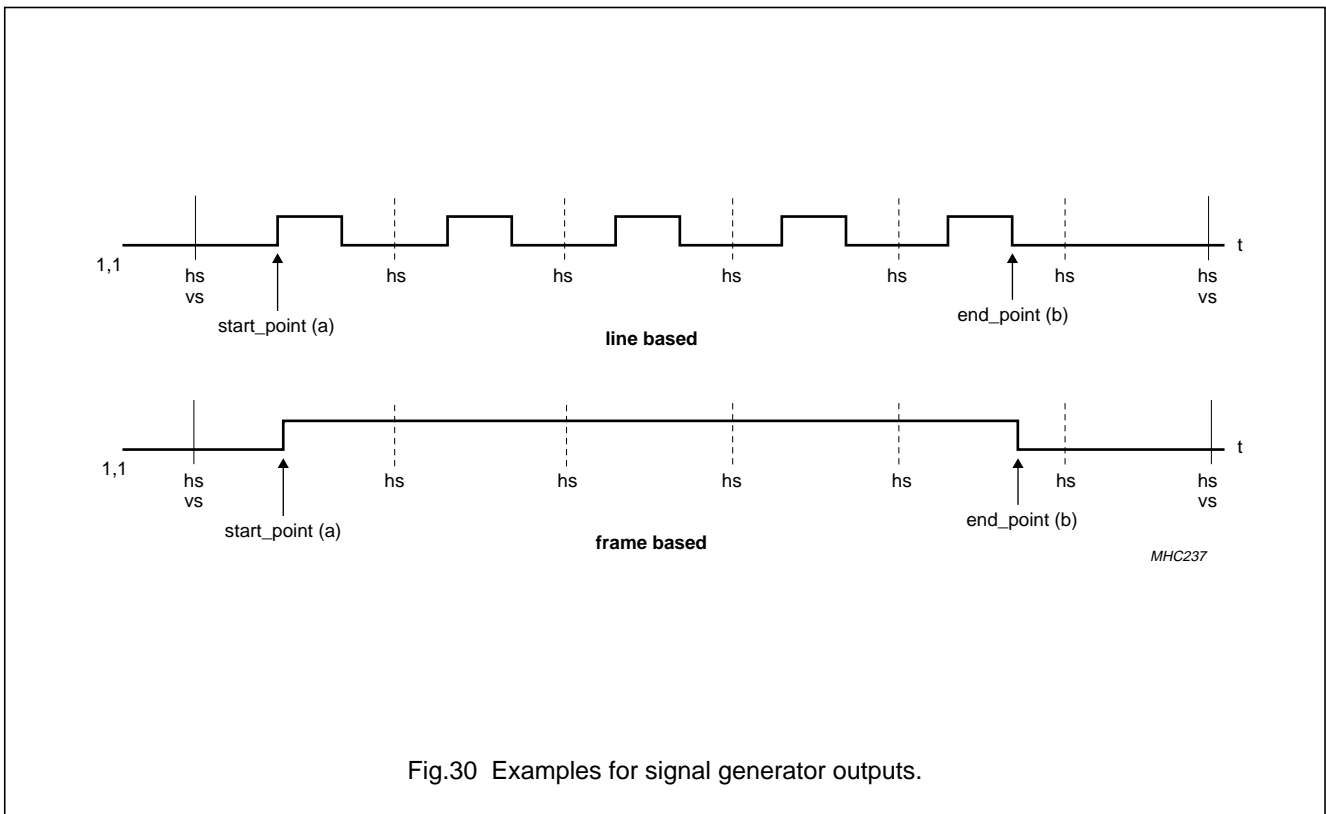 1,1
hs
vs
start_point (a)
hs
hs
hs
hs
end_point (b)
hs
hs
vs
t
line based
1,1
hs
vs
start_point (a)
hs
hs
hs
hs
end_point (b)
hs
hs
vs
t
frame based
MHC237
Fig.30 Examples for signal generator outputs.